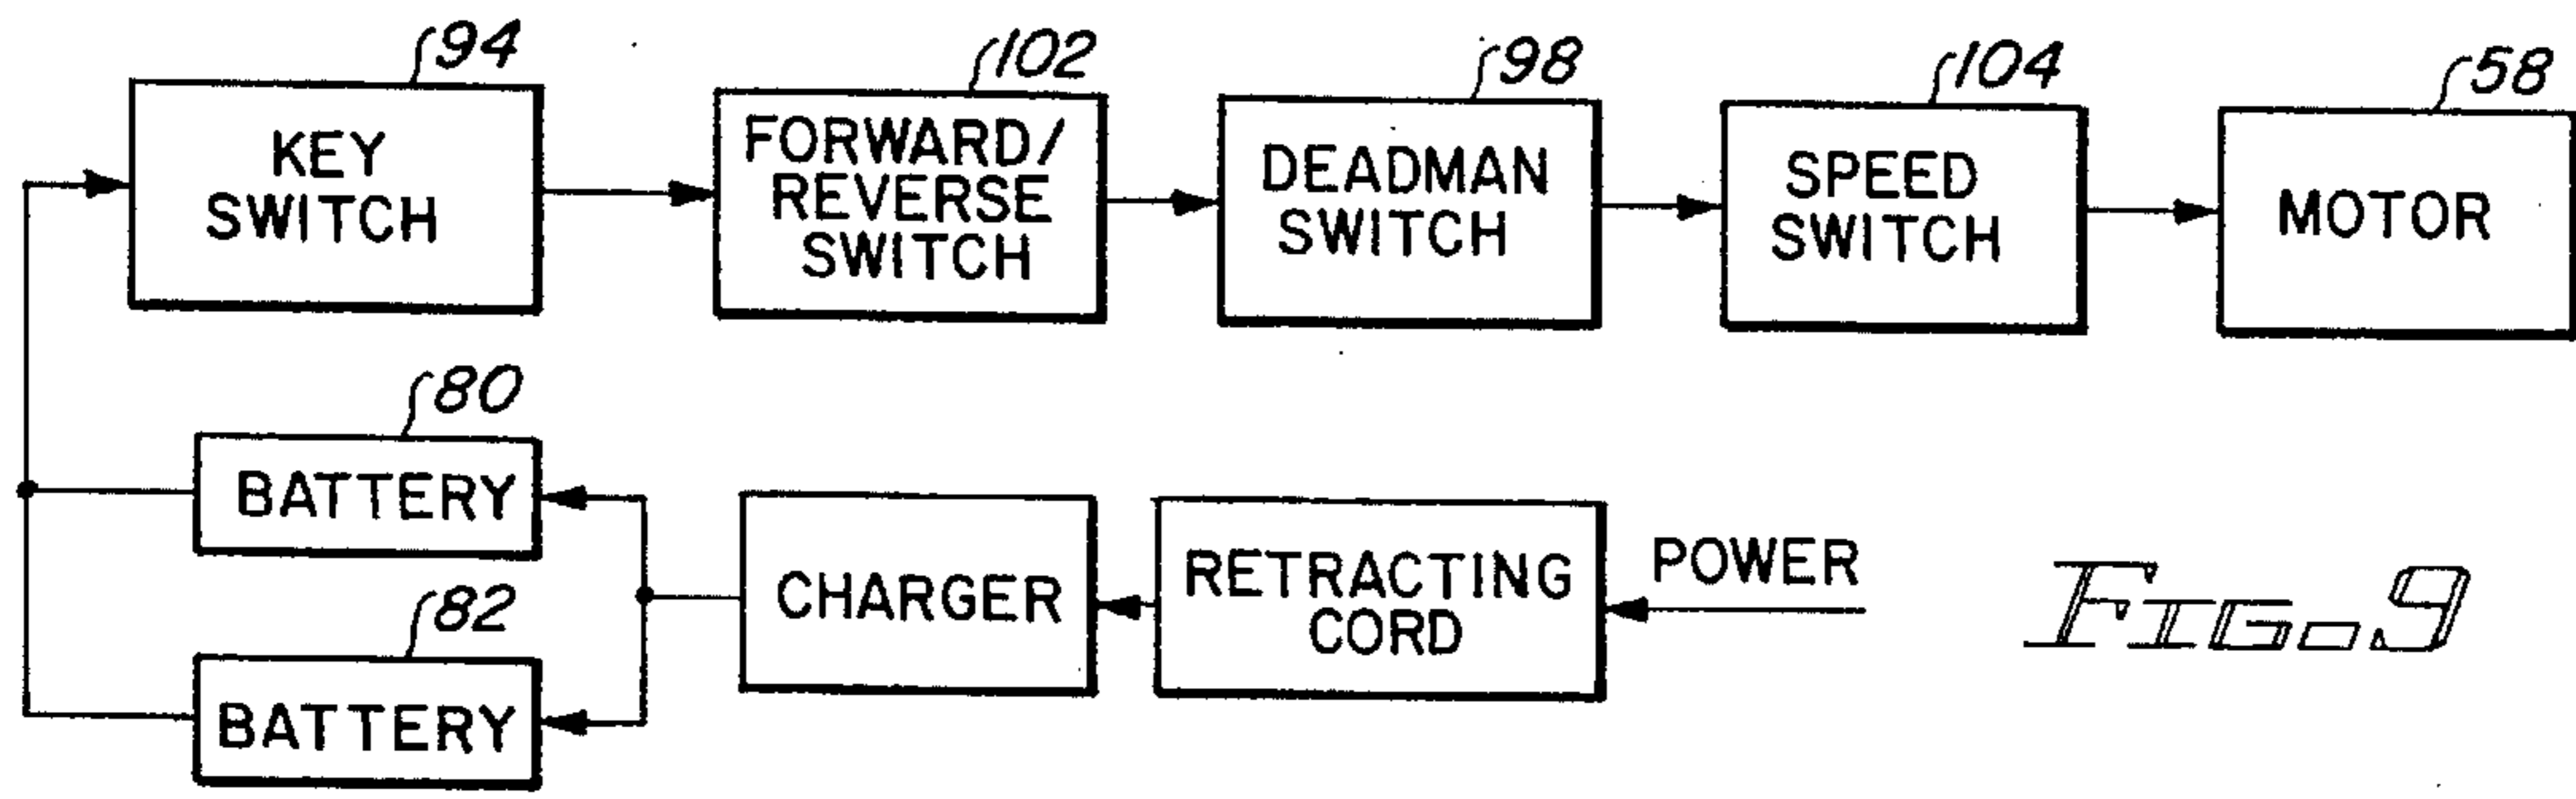 94
KEY
SWITCH
102
FORWARD/
REVERSE
SWITCH
98
DEADMAN
SWITCH
104
SPEED
SWITCH
58
MOTOR
80
BATTERY
82
BATTERY
CHARGER
RETRACTING
CORD
POWER
FIG. 9